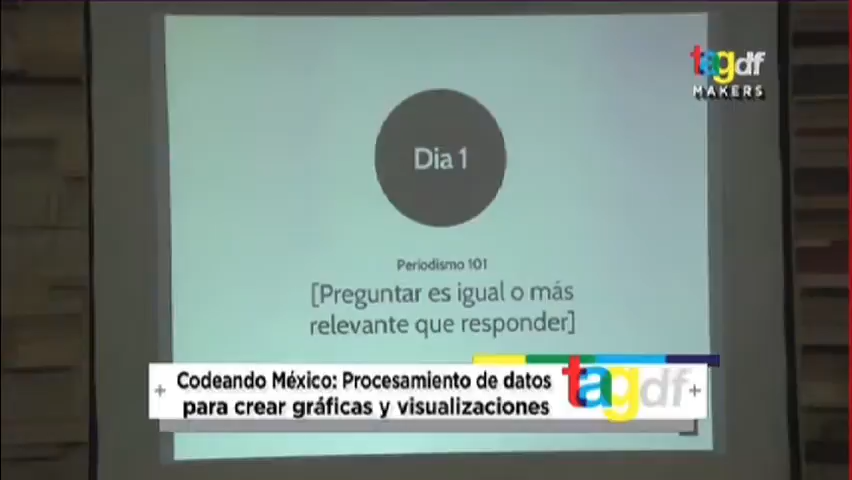 tagdf
MAKERS
Dia 1
Periodismo 101
[Preguntar es igual o más
relevante que responder]
Codeando México: Procesamiento de datos
para crear gráficas y visualizaciones
tagdf